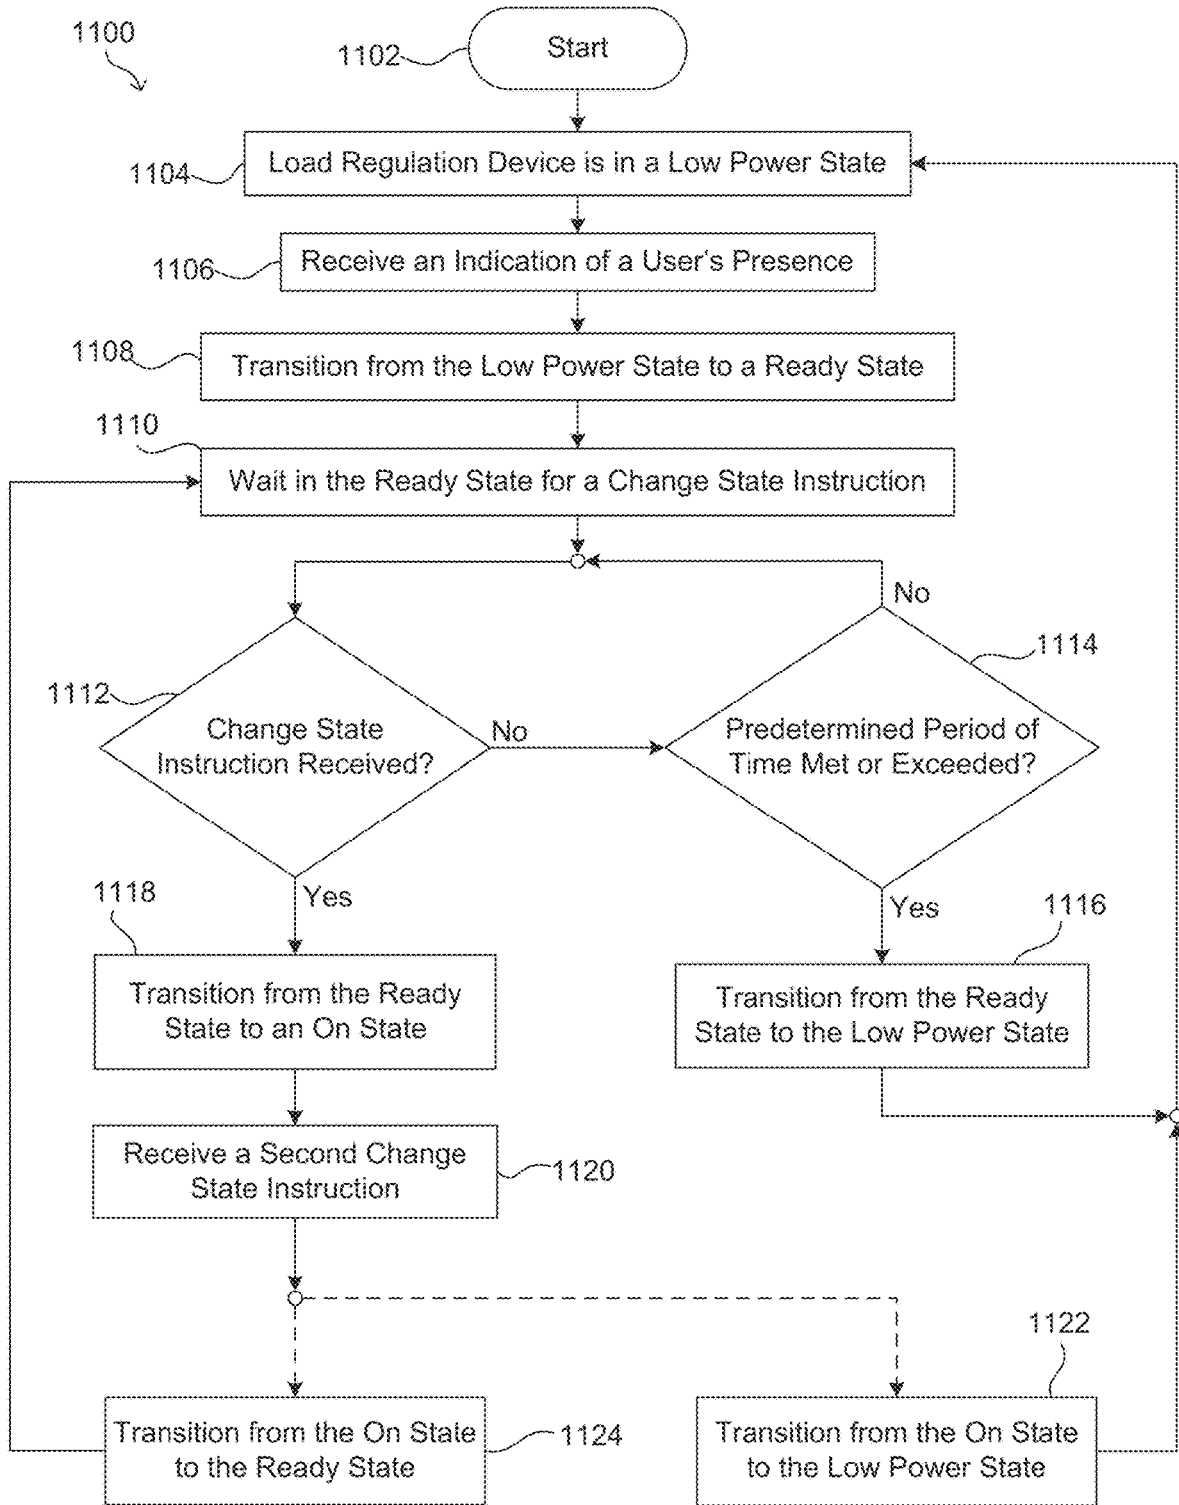 1100
1102
Start
1104
Load Regulation Device is in a Low Power State
1106
Receive an Indication of a User's Presence
1108
Transition from the Low Power State to a Ready State
1110
Wait in the Ready State for a Change State Instruction
No
1112
1114
Change State
Instruction Received?
No
Predetermined Period of
Time Met or Exceeded?
Yes
Yes
1118
1116
Transition from the Ready
State to an On State
Transition from the Ready
State to the Low Power State
Receive a Second Change
State Instruction
1120
1122
Transition from the On State
to the Ready State
1124
Transition from the On State
to the Low Power State